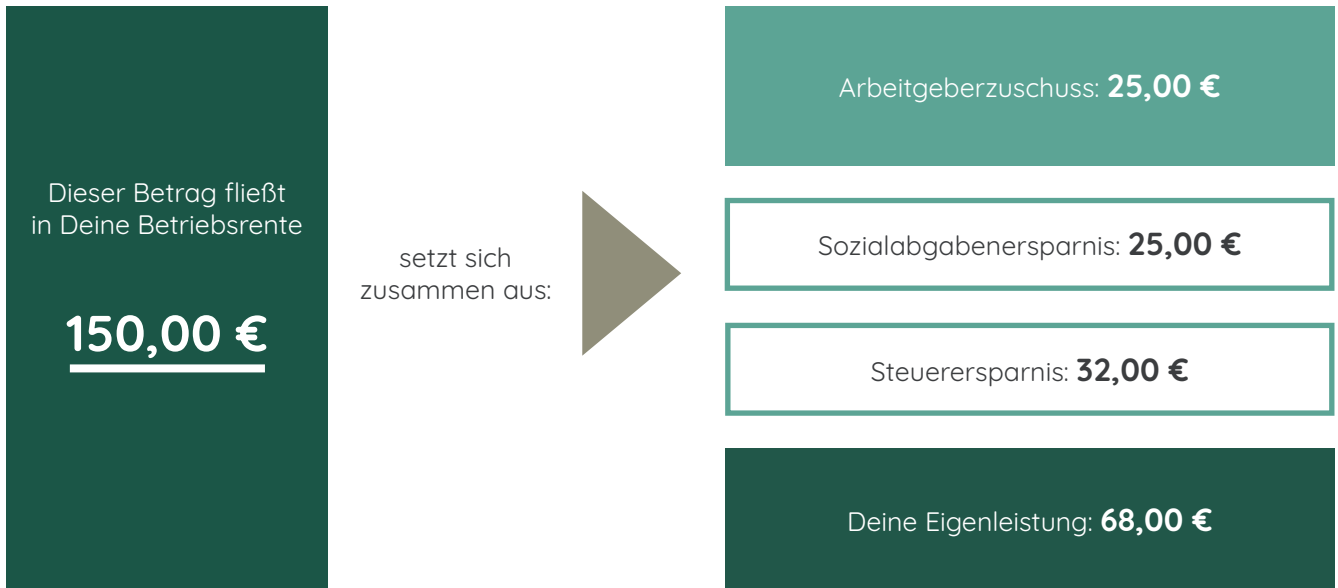 Dieser Betrag fließt
in Deine Betriebsrente
150,00 €
setzt sich
zusammen aus:
Arbeitgeberzuschuss: 25,00 €
Sozialabgabenersparnis: 25,00 €
Steuerersparnis: 32,00 €
Deine Eigenleistung: 68,00 €